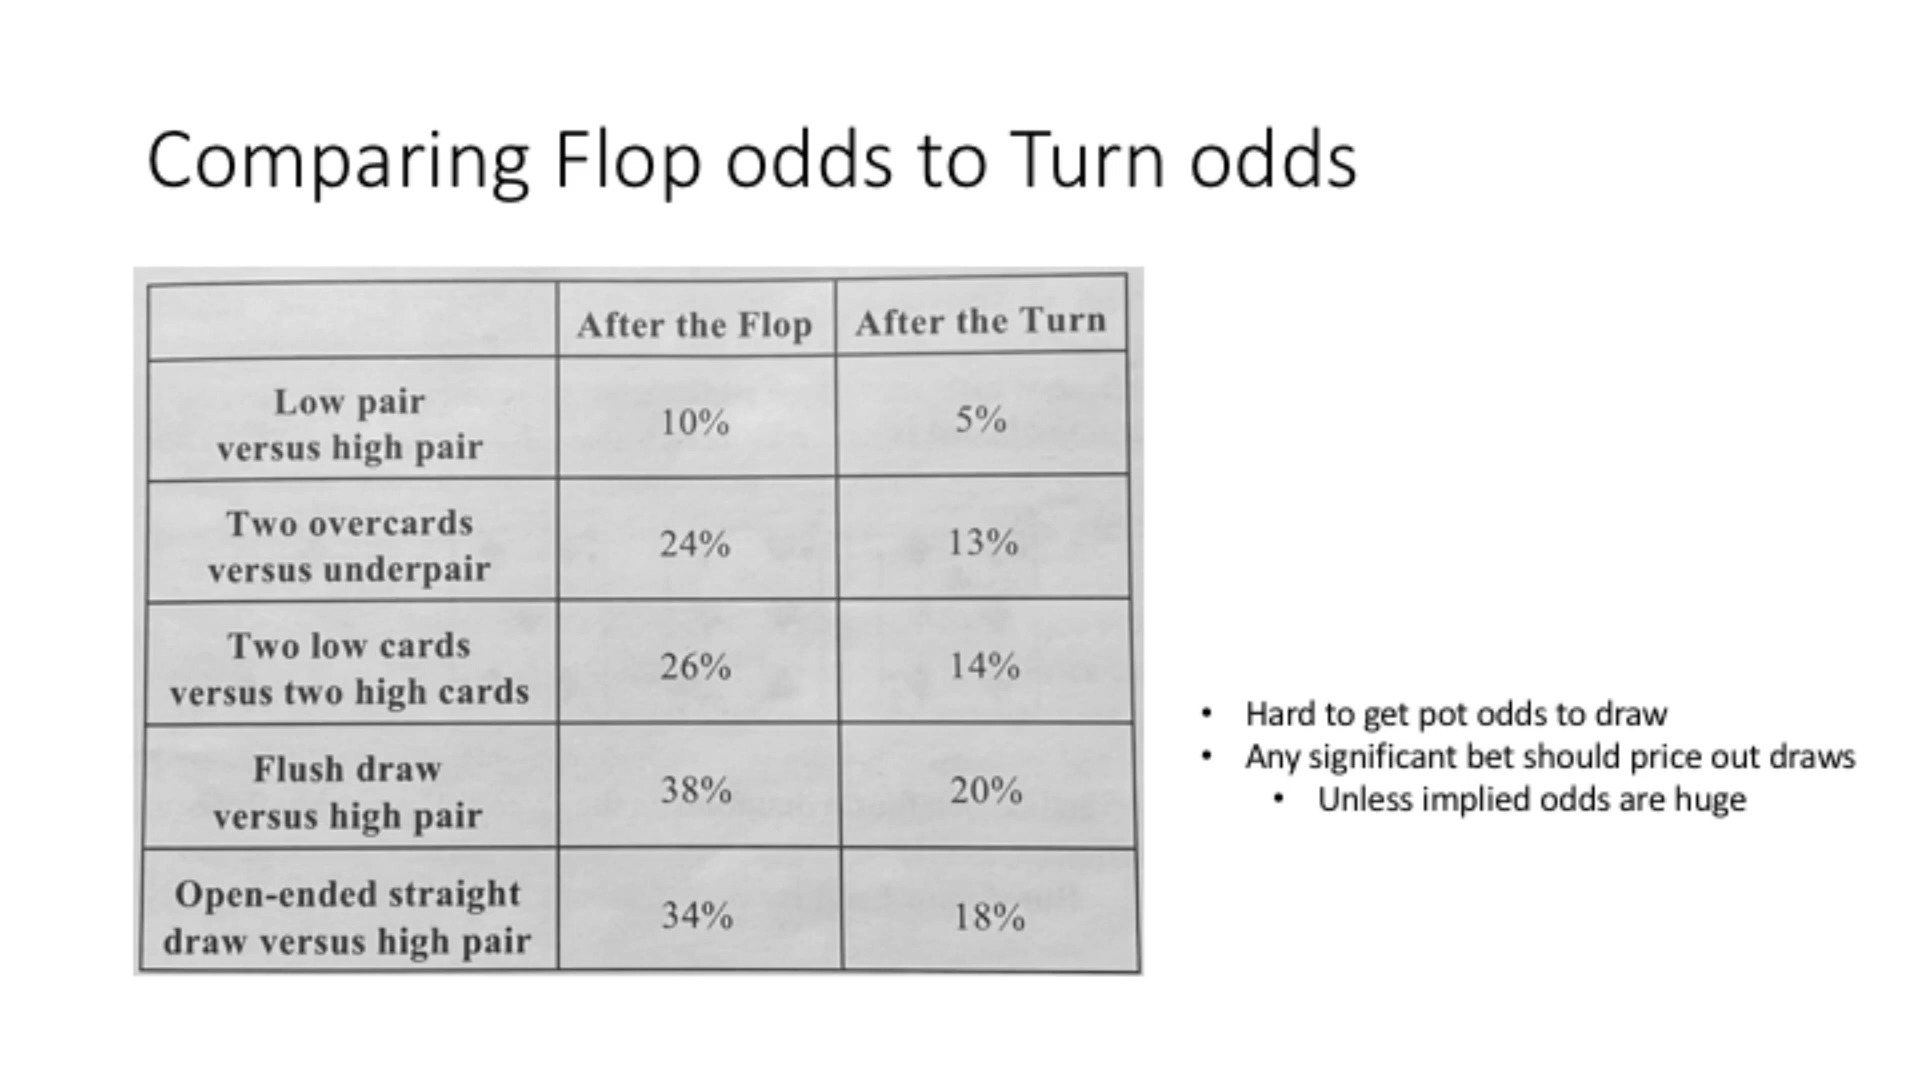 Comparing Flop odds to Turn odds
After the Flop After the Turn
Low pair
versus high pair
10% 5%
Two overcards
versus underpair
24% 13%
Two low cards
versus two high cards
26% 14%
Flush draw
versus high pair
38% 20%
Open-ended straight
draw versus high pair
34% 18%
• Hard to get pot odds to draw
• Any significant bet should price out draws
• Unless implied odds are huge